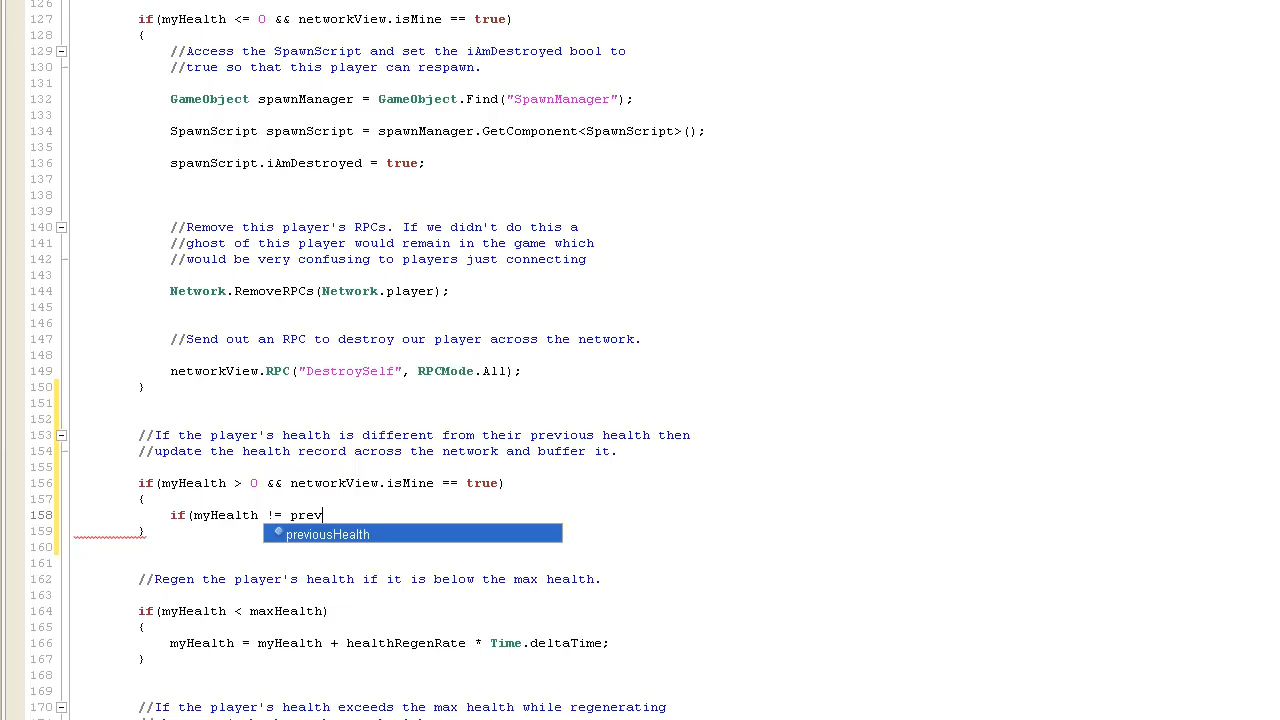 126
127 if(myHealth <= 0 && networkView.isMine == true)
128 {
129 //Access the SpawnScript and set the iAmDestroyed bool to
130 //true so that this player can respawn.
131
132 GameObject spawnManager = GameObject.Find("SpawnManager");
133
134 SpawnScript spawnScript = spawnManager.GetComponent<SpawnScript>();
135
136 spawnScript.iAmDestroyed = true;
137
138
139
140 //Remove this player's RPCs. If we didn't do this a
141 //ghost of this player would remain in the game which
142 //would be very confusing to players just connecting
143
144 Network.RemoveRPCs(Network.player);
145
146
147 //Send out an RPC to destroy our player across the network.
148
149 networkView.RPC("DestroySelf", RPCMode.All);
150 }
151
152
153 //If the player's health is different from their previous health then
154 //update the health record across the network and buffer it.
155
156 if(myHealth > 0 && networkView.isMine == true)
157 {
158 if(myHealth != prev
previousHealth
159 }
160
161
162 //Regen the player's health if it is below the max health.
163
164 if(myHealth < maxHealth)
165 {
166 myHealth = myHealth + healthRegenRate * Time.deltaTime;
167 }
168
169
170 //If the player's health exceeds the max health while regenerating